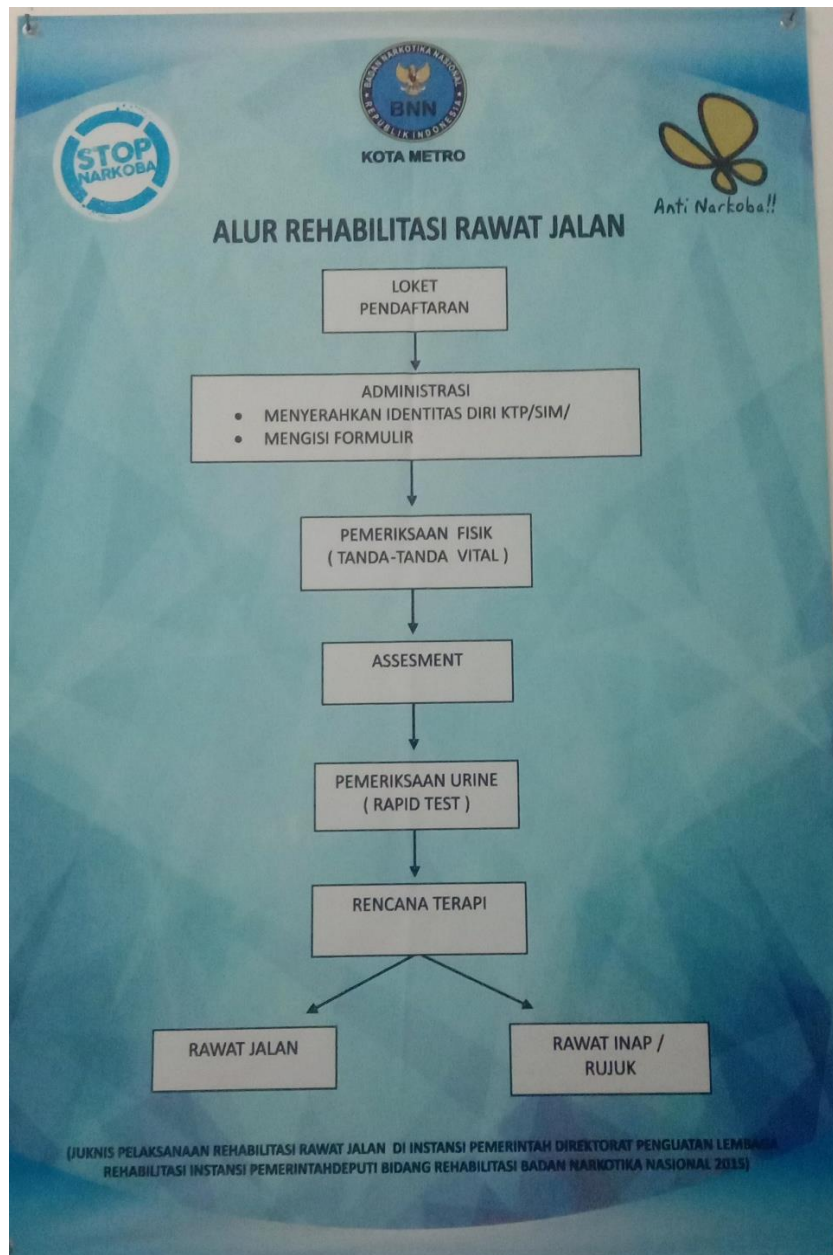 BADAN NARKOTIKA NASIONAL
BNN
REPUBLIK INDONESIA
KOTA METRO
STOP
NARKOBA
Anti Narkoba!!
ALUR REHABILITASI RAWAT JALAN
LOKET
PENDAFTARAN
ADMINISTRASI
• MENYERAHKAN IDENTITAS DIRI KTP/SIM/
• MENGISI FORMULIR
PEMERIKSAAN FISIK
( TANDA-TANDA VITAL )
ASSESMENT
PEMERIKSAAN URINE
( RAPID TEST )
RENCANA TERAPI
RAWAT JALAN
RAWAT INAP /
RUJUK
(JUKNIS PELAKSANAAN REHABILITASI RAWAT JALAN DI INSTANSI PEMERINTAH DIREKTORAT PENGUATAN LEMBAGA
REHABILITASI INSTANSI PEMERINTAHDEPUTI BIDANG REHABILITASI BADAN NARKOTIKA NASIONAL 2015)